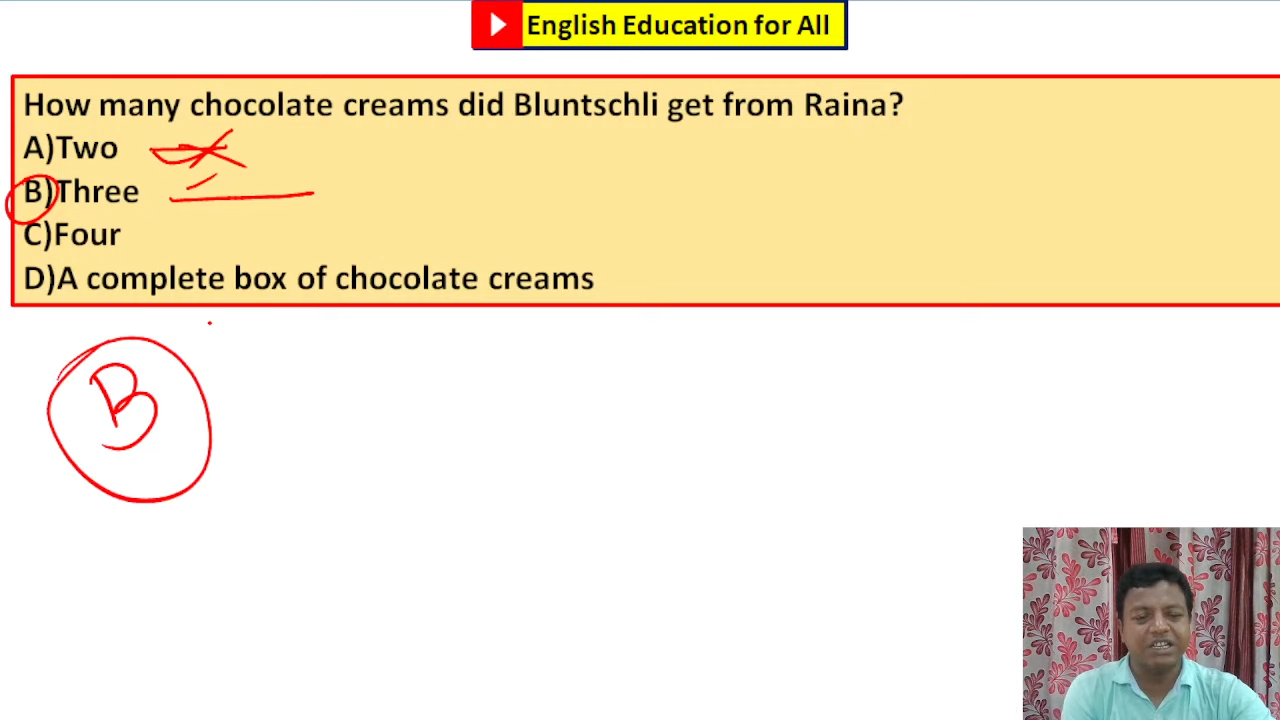 English Education for All
How many chocolate creams did Bluntschli get from Raina?
A)Two
B)Three
C)Four
D)A complete box of chocolate creams
B